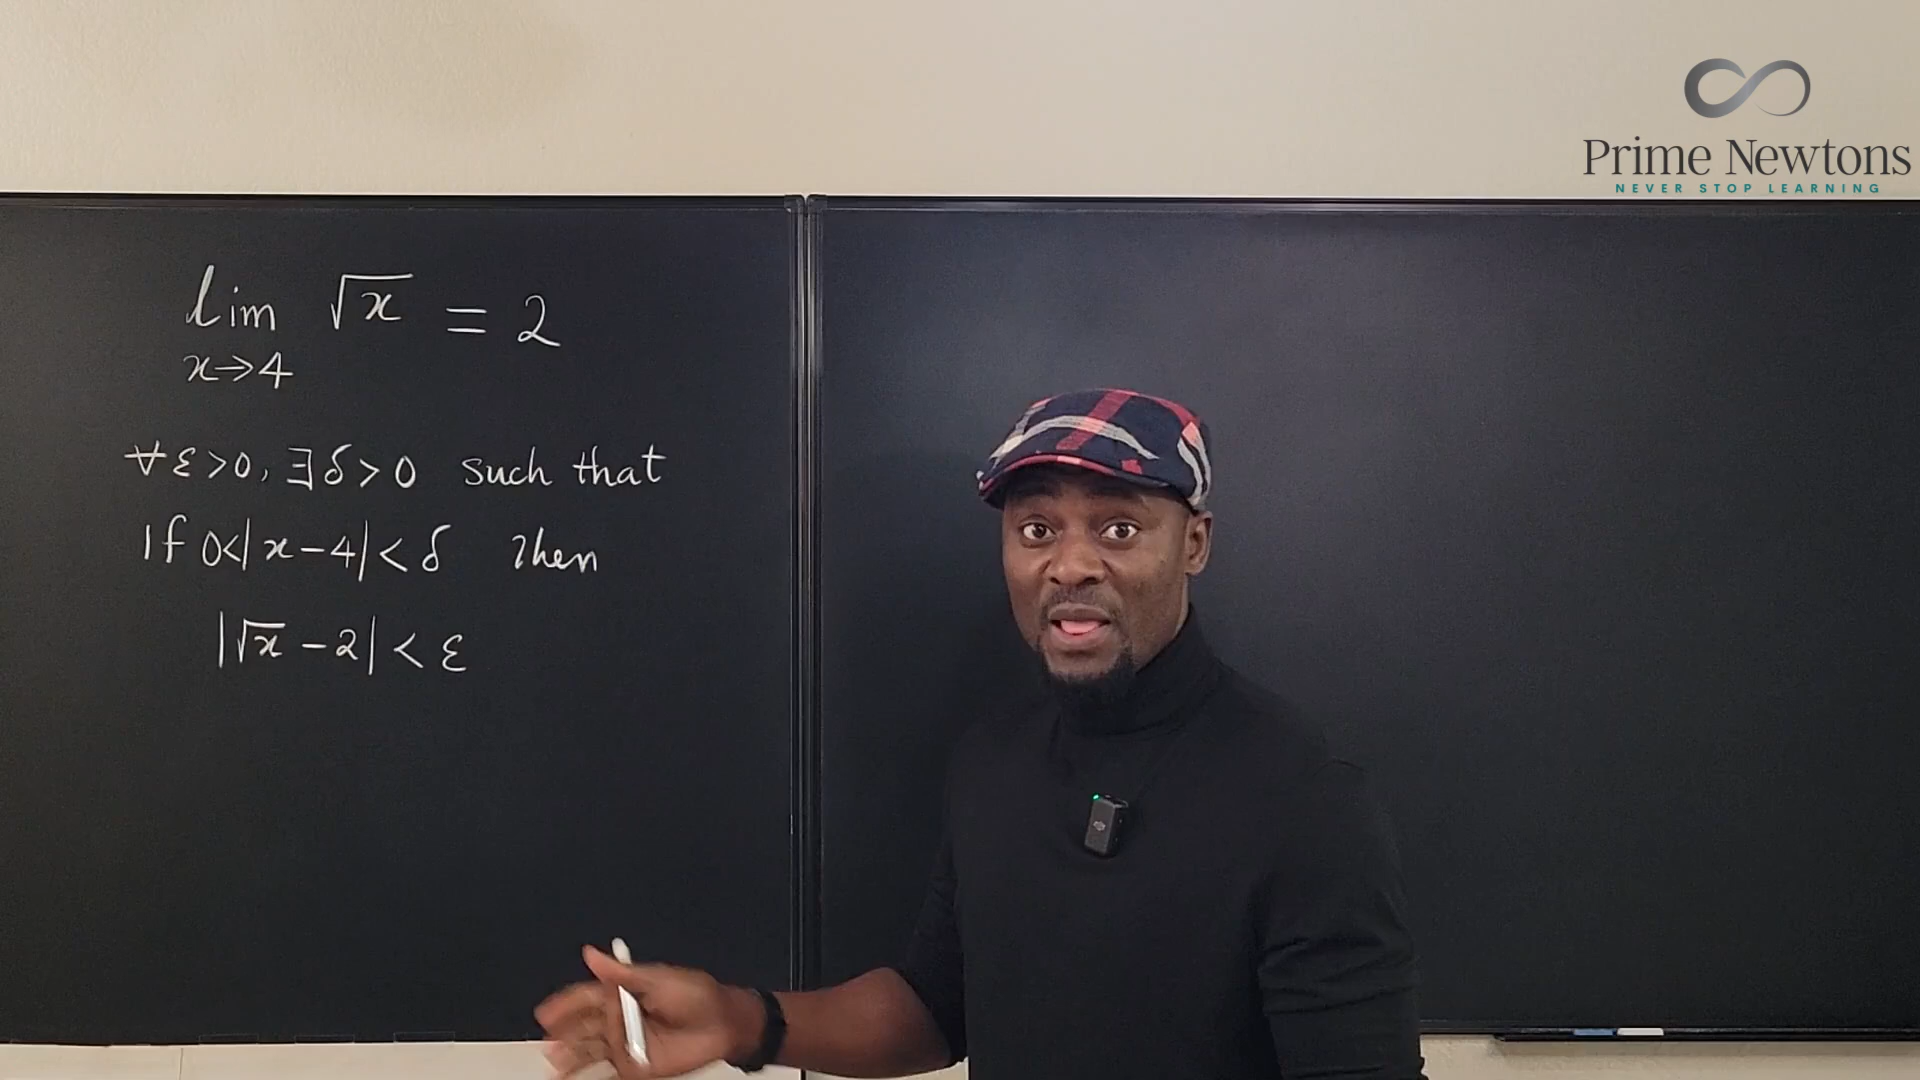 Prime Newtons
NEVER STOP LEARNING
lim √x = 2
x→4
∀ε>0, ∃δ>0 such that
If 0<|x-4|<δ then
|√x - 2| < ε